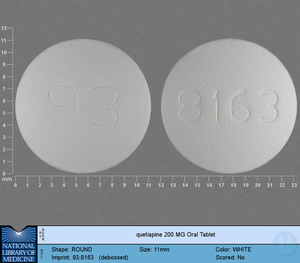 93
8163
11
10
9
8
7
6
5
4
3
2
1
0
mm
0 1 2 3 4 5 6 7 8 9 10 11 12 13 14 15 16 17 18 19 20 21 22 23
quetiapine 200 MG Oral Tablet
Shape: ROUND Size: 11mm Color: WHITE
Imprint: 93;8163 (debossed) Scored: No
NATIONAL
LIBRARY OF
MEDICINE